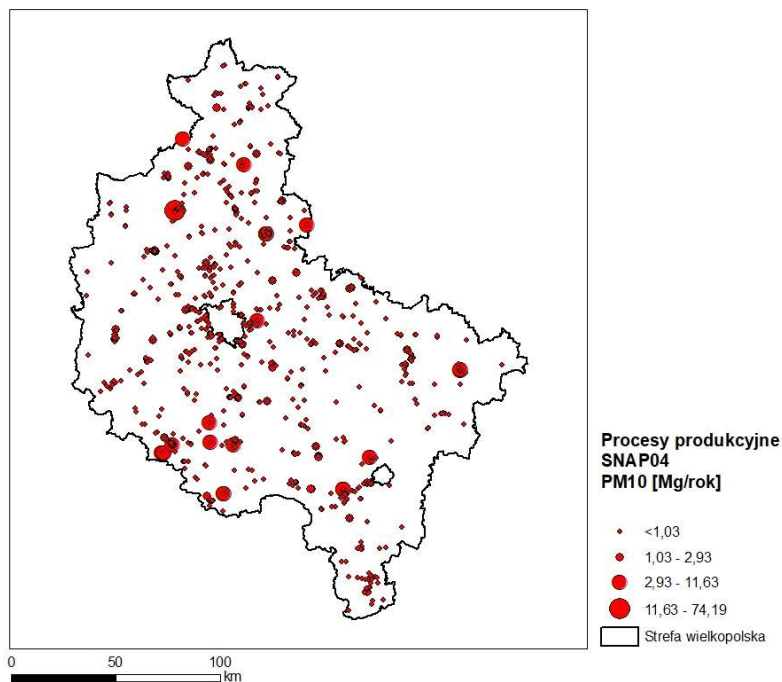 Procesy produkcyjne
SNAP04
PM10 [Mg/rok]
<1,03
1,03 - 2,93
2,93 - 11,63
11,63 - 74,19
Strefa wielkopolska
0 50 100
km